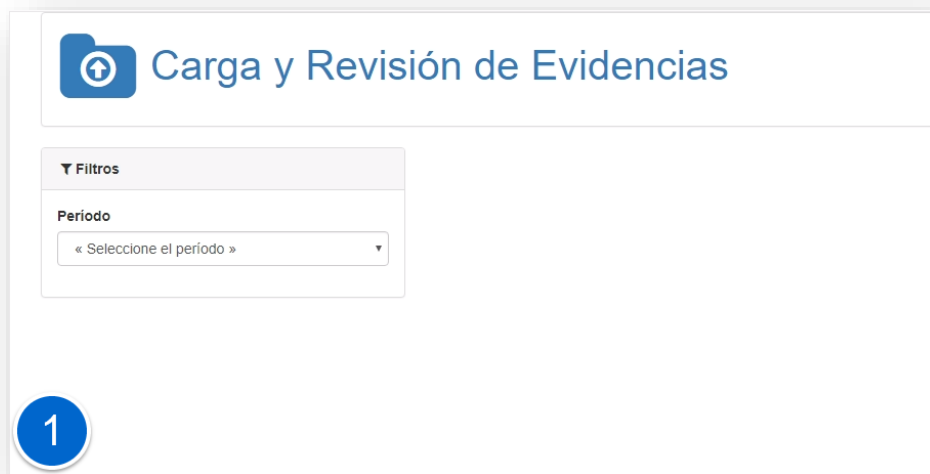 Carga y Revisión de Evidencias
Filtros
Período
« Seleccione el período »
1